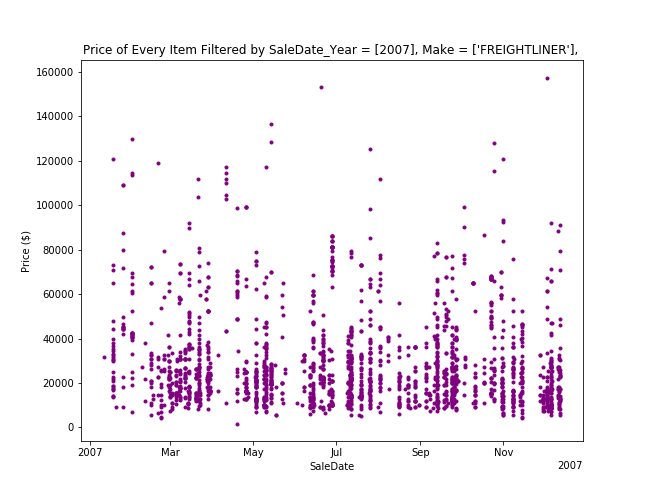 Price of Every Item Filtered by SaleDate_Year = [2007], Make = ['FREIGHTLINER'],
160000
140000
120000
100000
80000
60000
40000
20000
0
Price ($)
2007 Mar May Jul Sep Nov
SaleDate
2007